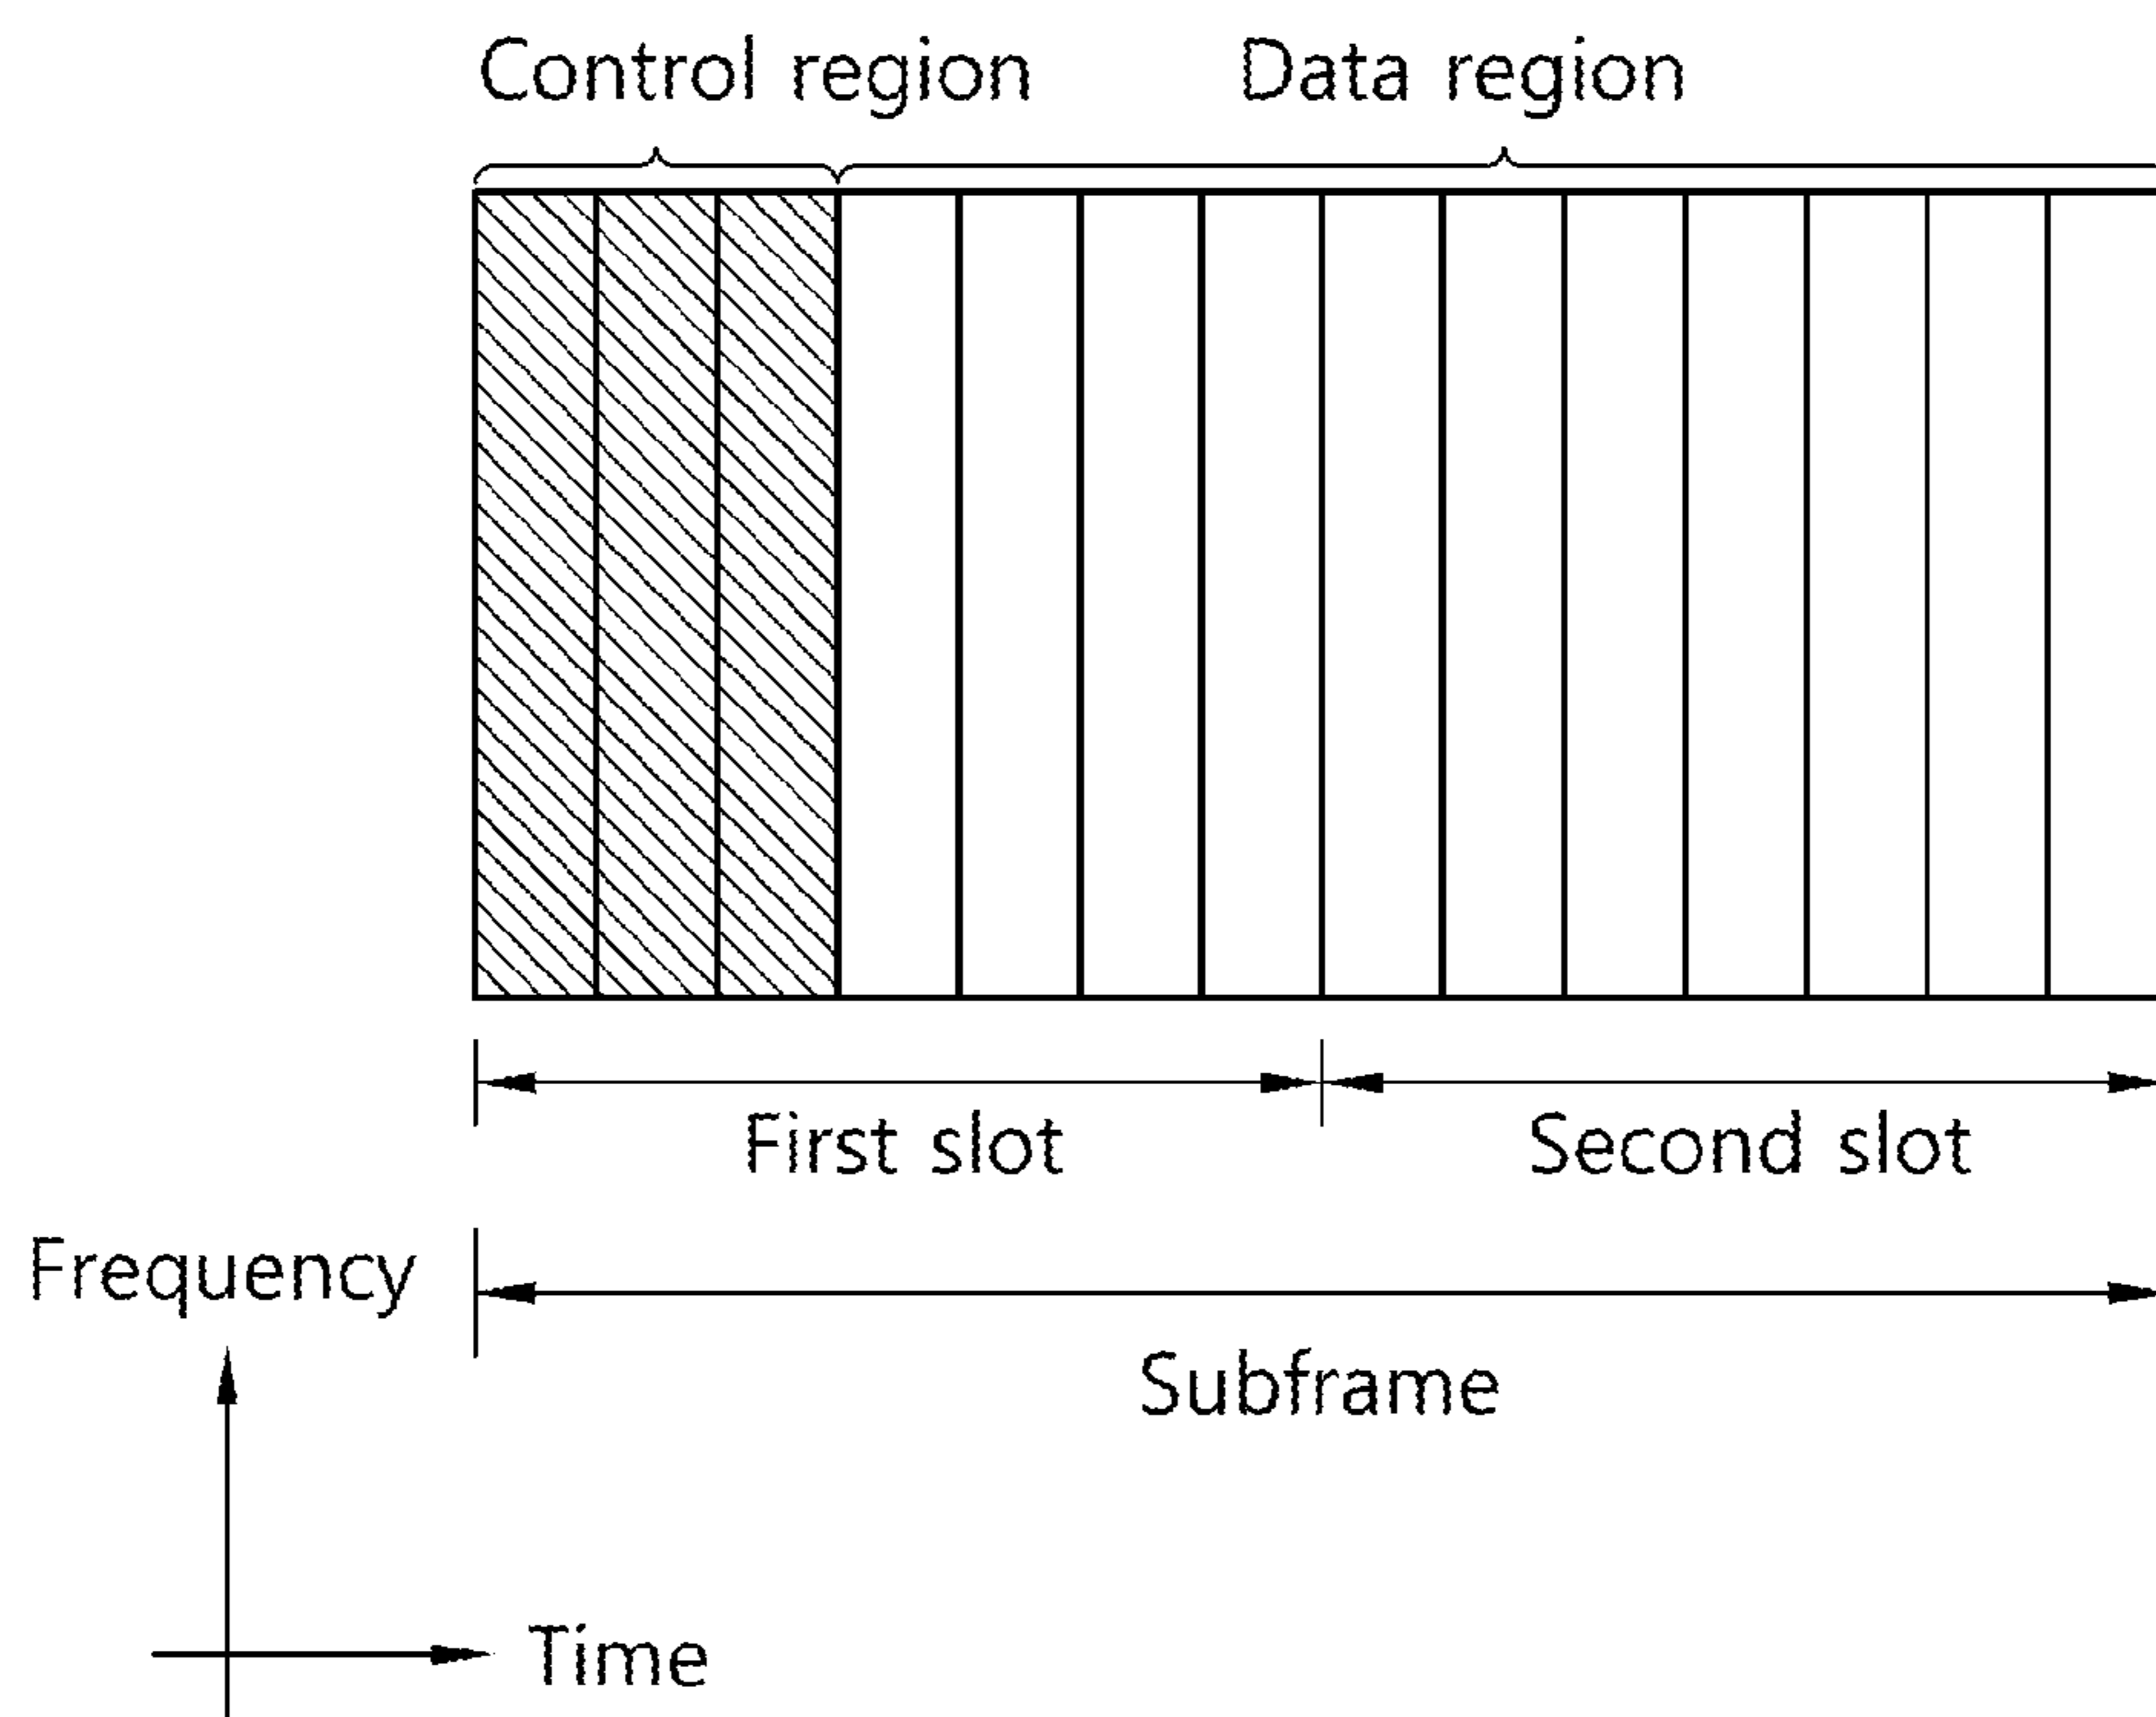 Control region Data region
First slot Second slot
Frequency
Subframe
Time